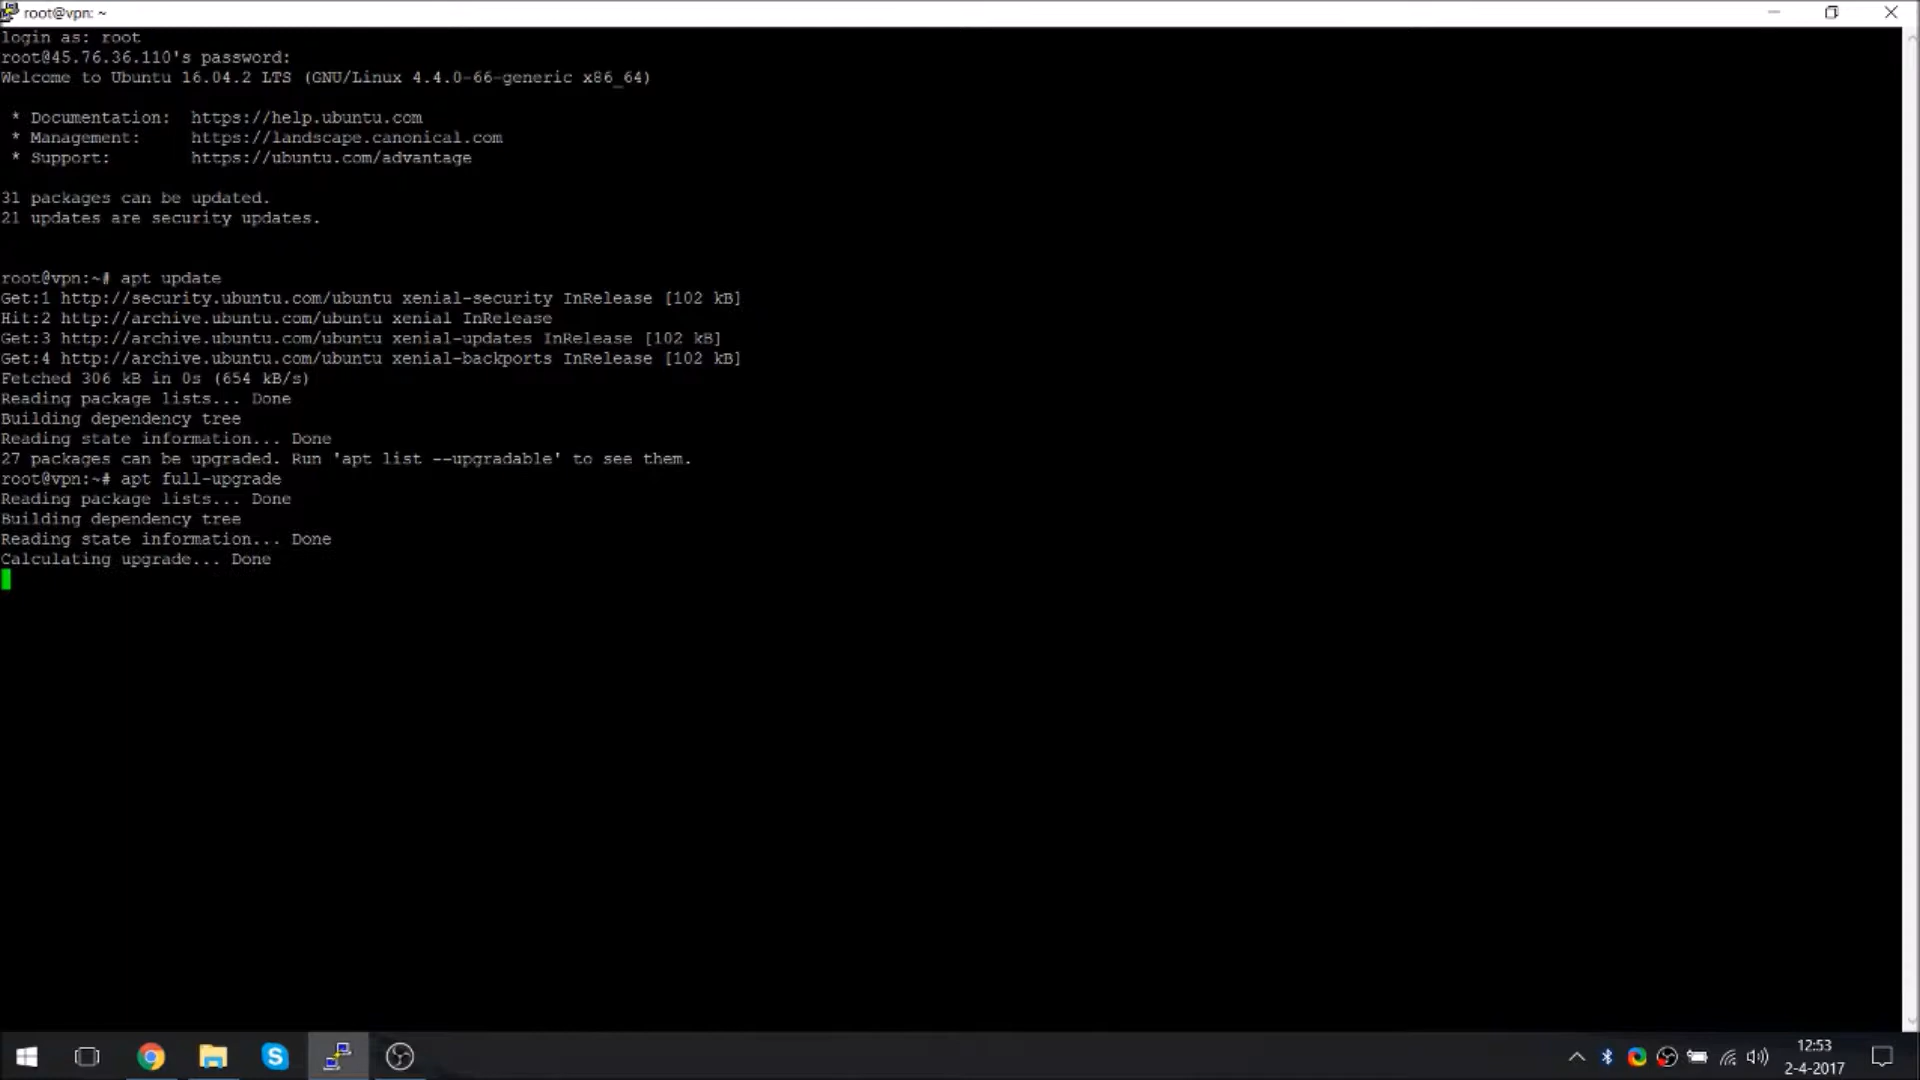 root@vpn: ~
login as: root
root@45.76.36.110's password:
Welcome to Ubuntu 16.04.2 LTS (GNU/Linux 4.4.0-66-generic x86_64)
* Documentation:  https://help.ubuntu.com
* Management:     https://landscape.canonical.com
* Support:        https://ubuntu.com/advantage
31 packages can be updated.
21 updates are security updates.
root@vpn:~# apt update
Get:1 http://security.ubuntu.com/ubuntu xenial-security InRelease [102 kB]
Hit:2 http://archive.ubuntu.com/ubuntu xenial InRelease
Get:3 http://archive.ubuntu.com/ubuntu xenial-updates InRelease [102 kB]
Get:4 http://archive.ubuntu.com/ubuntu xenial-backports InRelease [102 kB]
Fetched 306 kB in 0s (654 kB/s)
Reading package lists... Done
Building dependency tree
Reading state information... Done
27 packages can be upgraded. Run 'apt list --upgradable' to see them.
root@vpn:~# apt full-upgrade
Reading package lists... Done
Building dependency tree
Reading state information... Done
Calculating upgrade... Done
12:53
2-4-2017